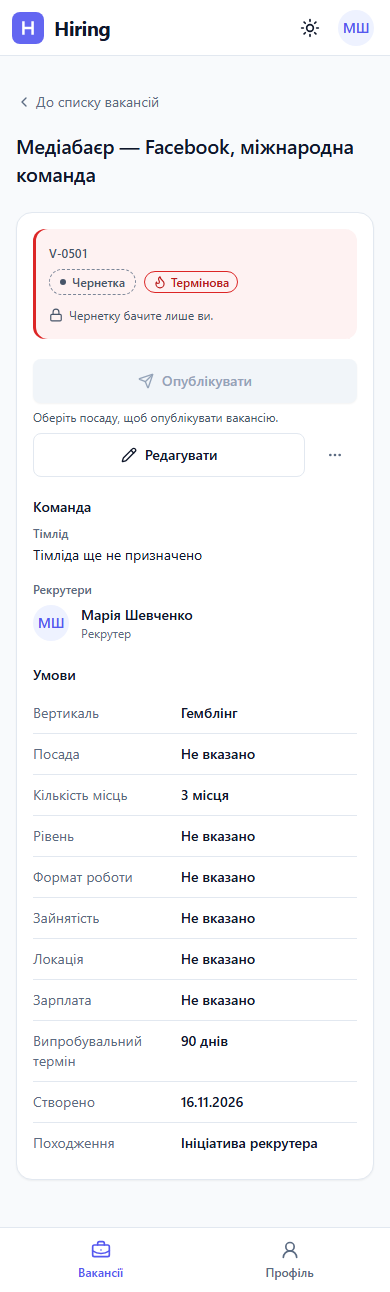 H Hiring МШ
До списку вакансій
Медіабаєр — Facebook, міжнародна
команда
V-0501
Чернетка Термінова
Чернетку бачите лише ви.
Опублікувати
Оберіть посаду, щоб опублікувати вакансію.
Редагувати
Команда
Тімлід
Тімліда ще не призначено
Рекрутери
МШ Марія Шевченко
Рекрутер
Умови
Вертикаль Гемблінг
Посада Не вказано
Кількість місць 3 місця
Рівень Не вказано
Формат роботи Не вказано
Зайнятість Не вказано
Локація Не вказано
Зарплата Не вказано
Випробувальний 90 днів
термін
Створено 16.11.2026
Походження Ініціатива рекрутера
Вакансії Профіль